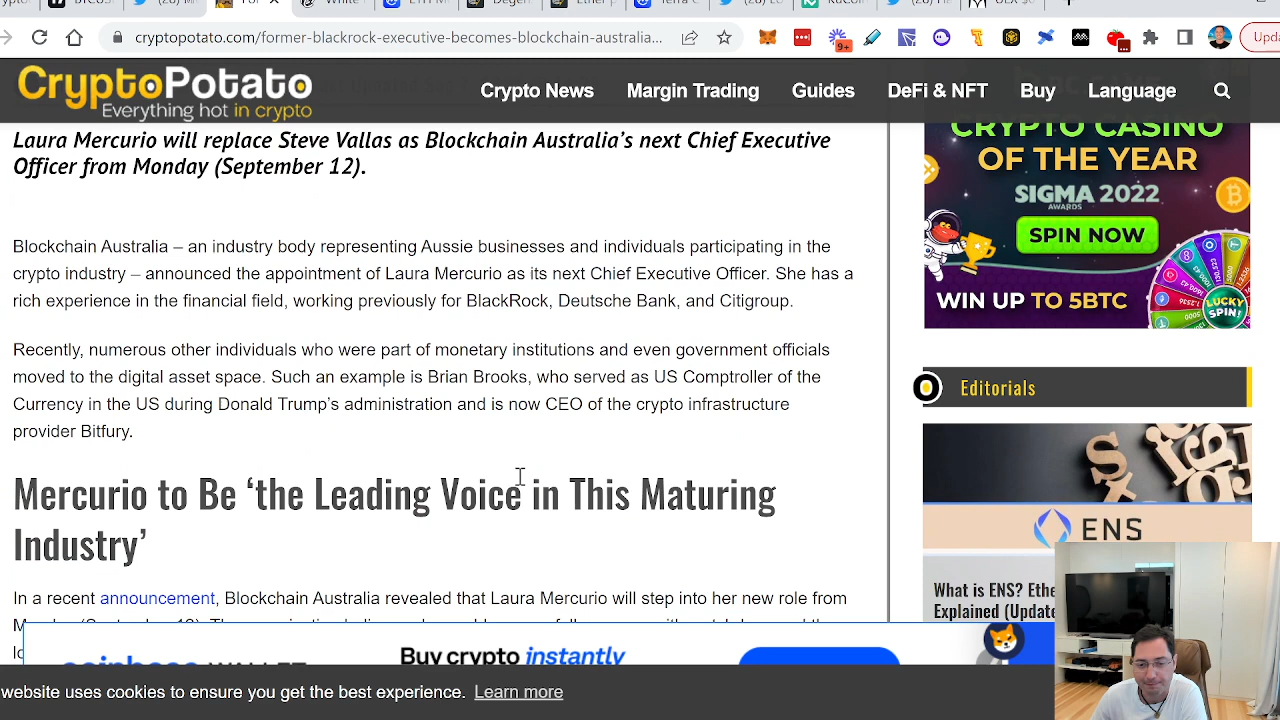 cryptopotato.com/former-blackrock-executive-becomes-blockchain-australia...
9+
CryptoPotato
Everything hot in crypto
Crypto News
Margin Trading
Guides
DeFi & NFT
Buy
Language
Laura Mercurio will replace Steve Vallas as Blockchain Australia's next Chief Executive
Officer from Monday (September 12).
Blockchain Australia – an industry body representing Aussie businesses and individuals participating in the
crypto industry – announced the appointment of Laura Mercurio as its next Chief Executive Officer. She has a
rich experience in the financial field, working previously for BlackRock, Deutsche Bank, and Citigroup.
Recently, numerous other individuals who were part of monetary institutions and even government officials
moved to the digital asset space. Such an example is Brian Brooks, who served as US Comptroller of the
Currency in the US during Donald Trump's administration and is now CEO of the crypto infrastructure
provider Bitfury.
Mercurio to Be 'the Leading Voice in This Maturing
Industry'
In a recent announcement, Blockchain Australia revealed that Laura Mercurio will step into her new role from
CRYPTO CASINO
OF THE YEAR
SIGMA 2022
AWARDS
SPIN NOW
WIN UP TO 5BTC
LUCKY
SPIN!
Editorials
ENS
What is ENS? Ethe
Explained (Update
Buy crypto instantly
website uses cookies to ensure you get the best experience. Learn more